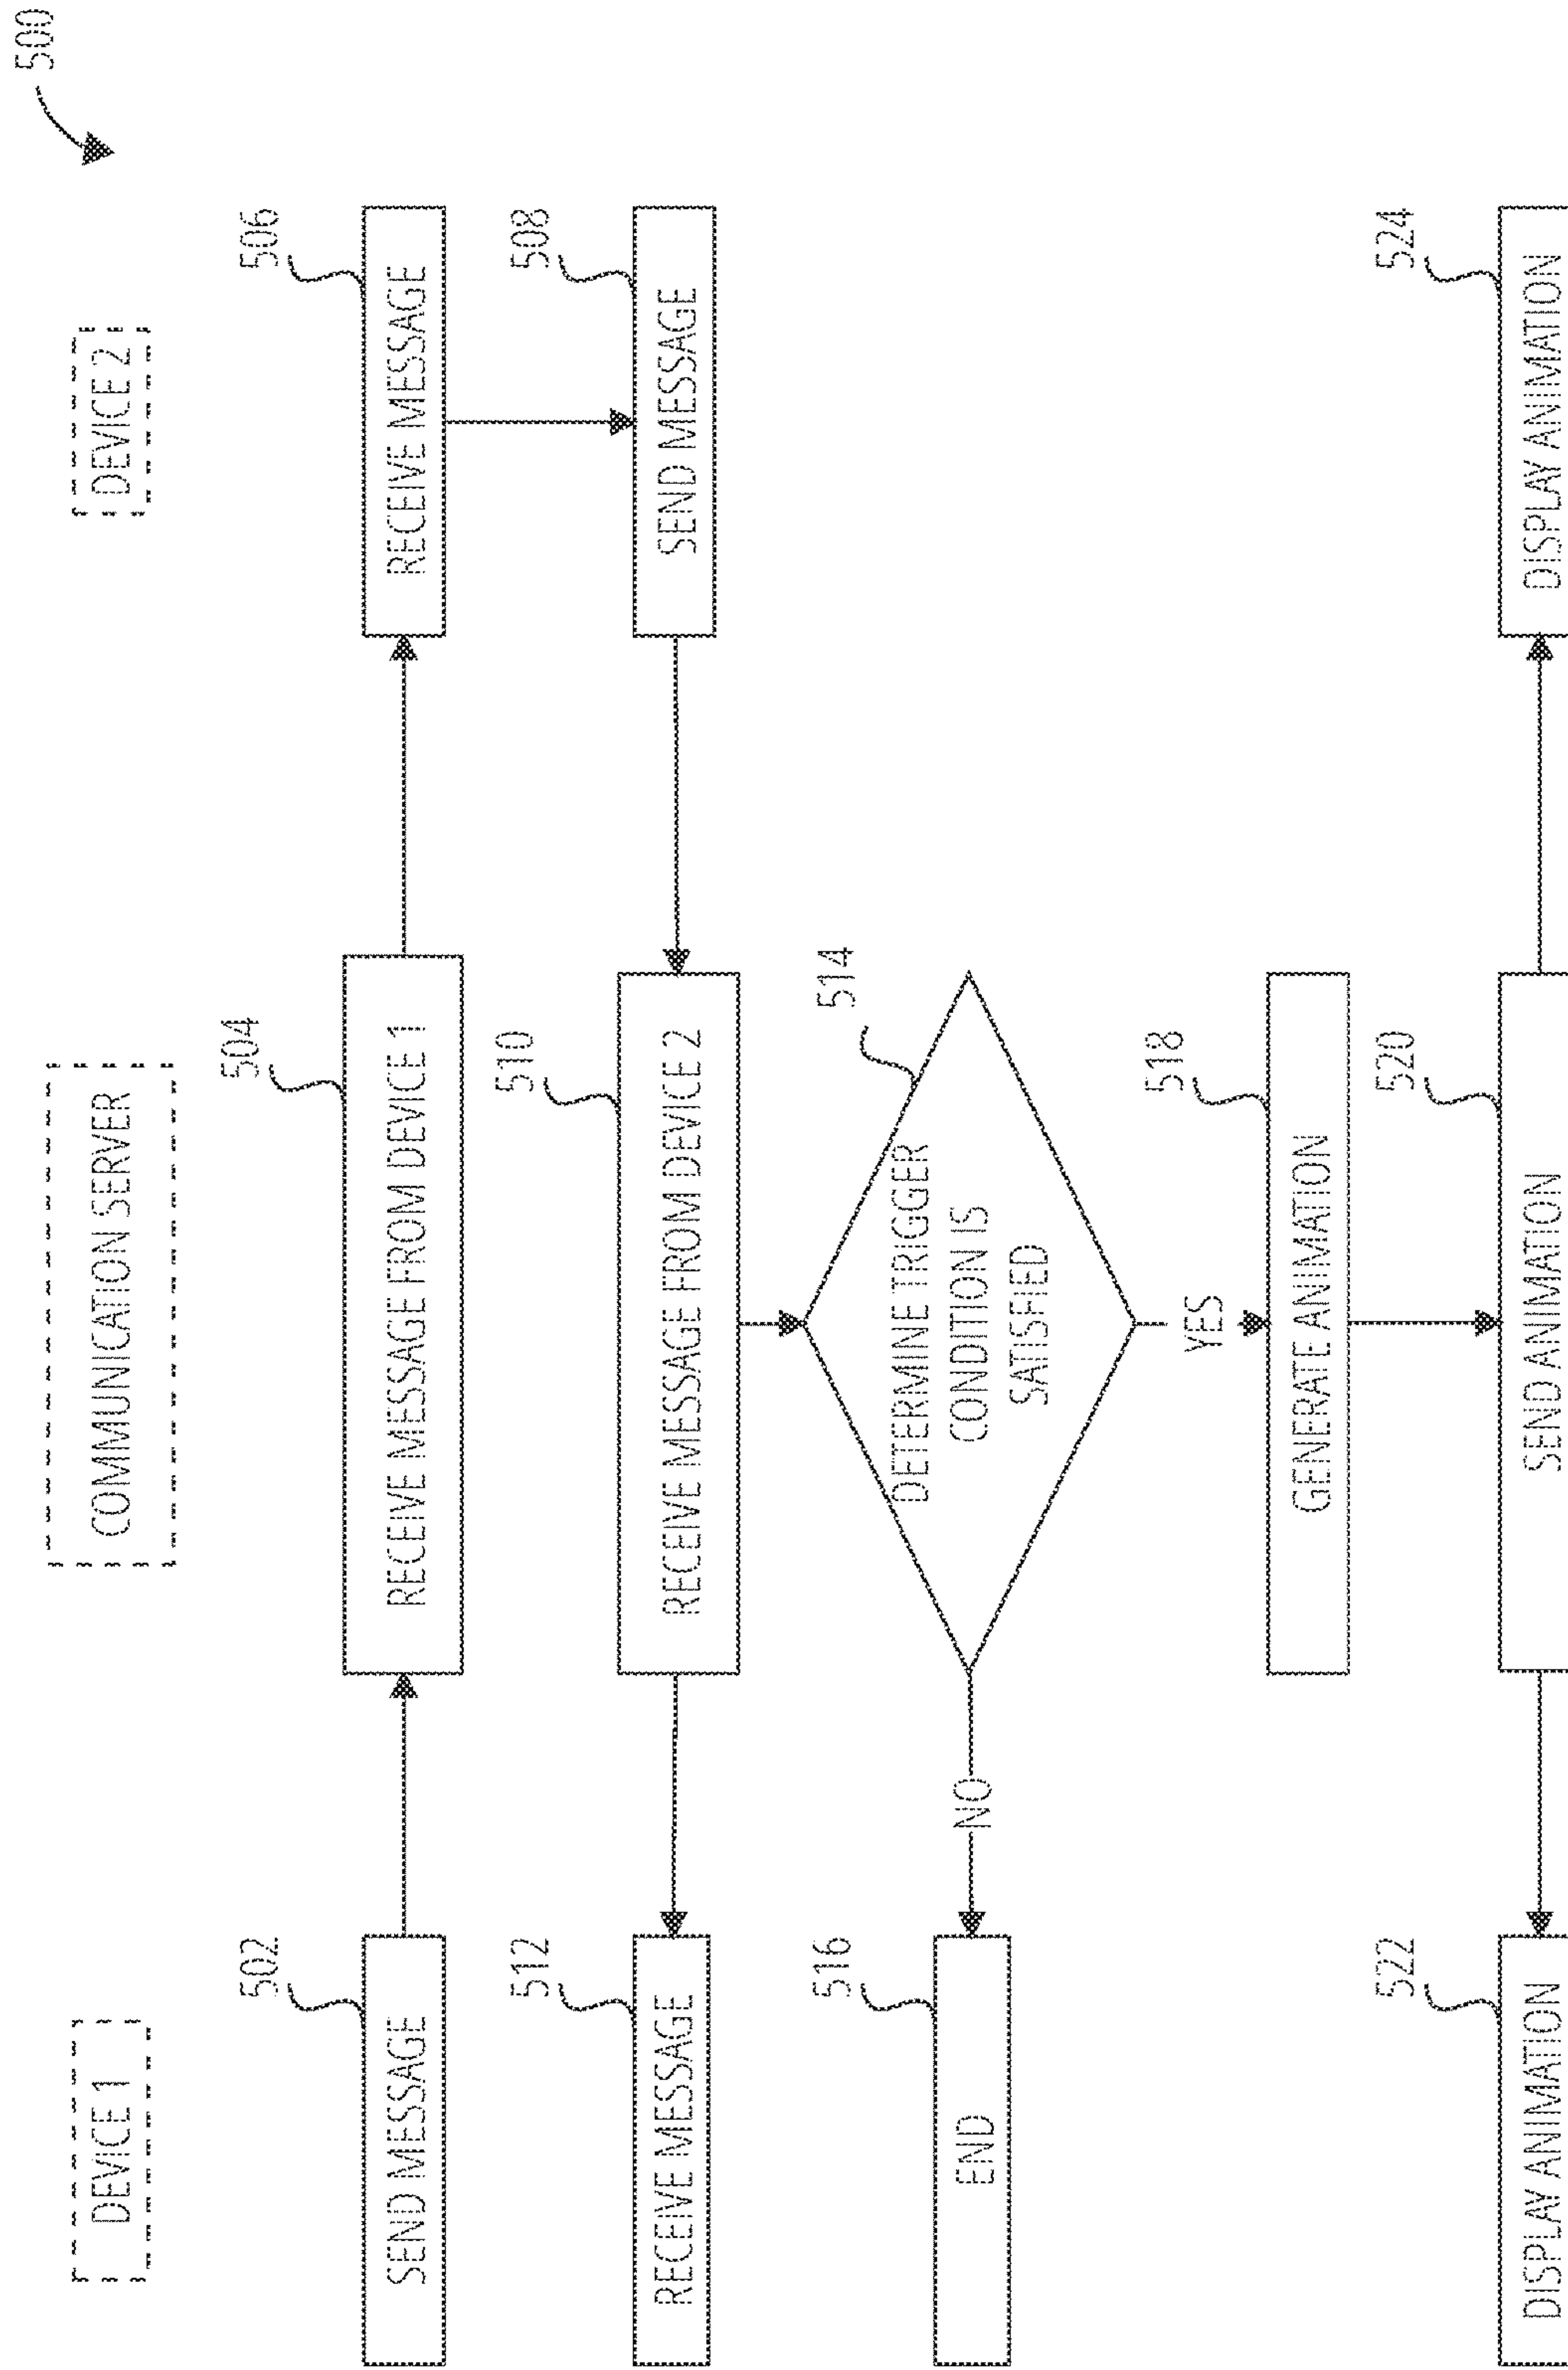 500
DEVICE 1
COMMUNICATION SERVER
DEVICE 2
502
SEND MESSAGE
504
RECEIVE MESSAGE FROM DEVICE 1
506
RECEIVE MESSAGE
512
RECEIVE MESSAGE
510
RECEIVE MESSAGE FROM DEVICE 2
508
SEND MESSAGE
516
END
NO
514
DETERMINE TRIGGER
CONDITION IS
SATISFIED
YES
518
GENERATE ANIMATION
522
DISPLAY ANIMATION
520
SEND ANIMATION
524
DISPLAY ANIMATION